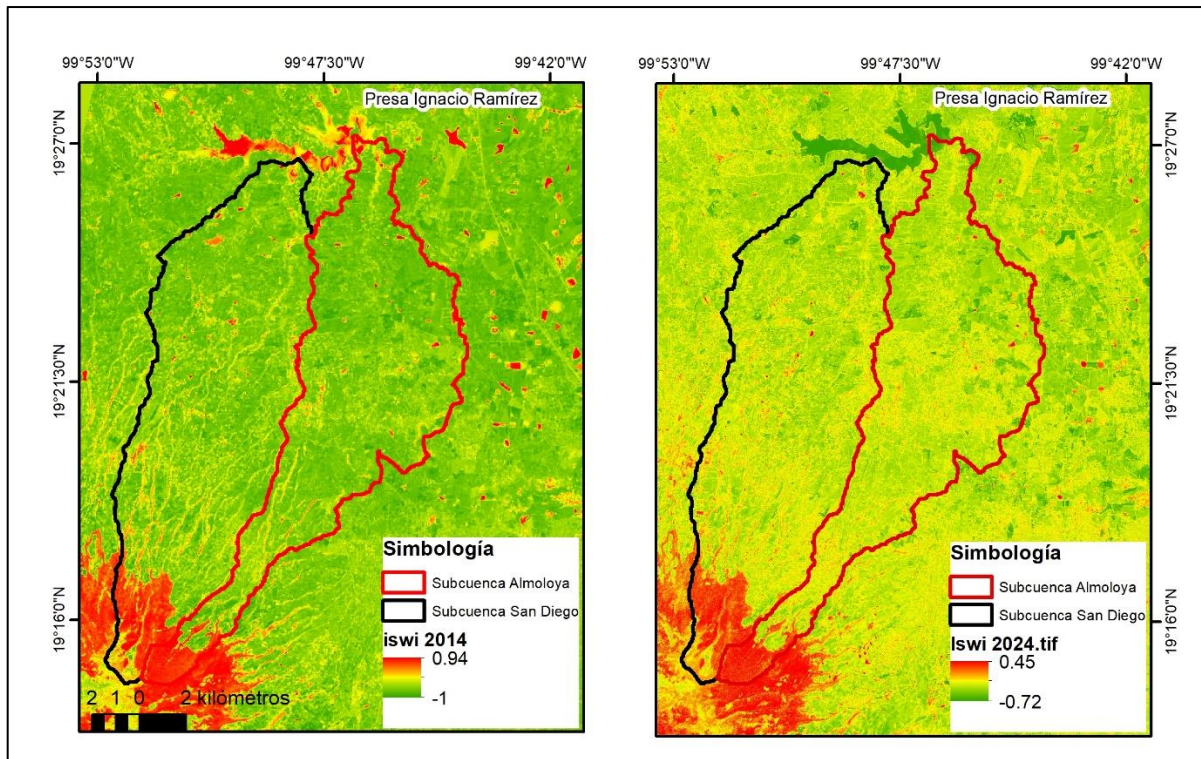 99°53'0"W 99°47'30"W 99°42'0"W
Presa Ignacio Ramírez
19°27'0"N
19°21'30"N
19°16'0"N
Simbología
Subcuenca Almoloya
Subcuenca San Diego
iswi 2014
0.94
-1
2 1 0 2 kilómetros
99°53'0"W 99°47'30"W 99°42'0"W
Presa Ignacio Ramírez
19°27'0"N
19°21'30"N
19°16'0"N
Simbología
Subcuenca Almoloya
Subcuenca San Diego
Iswi 2024.tif
0.45
-0.72